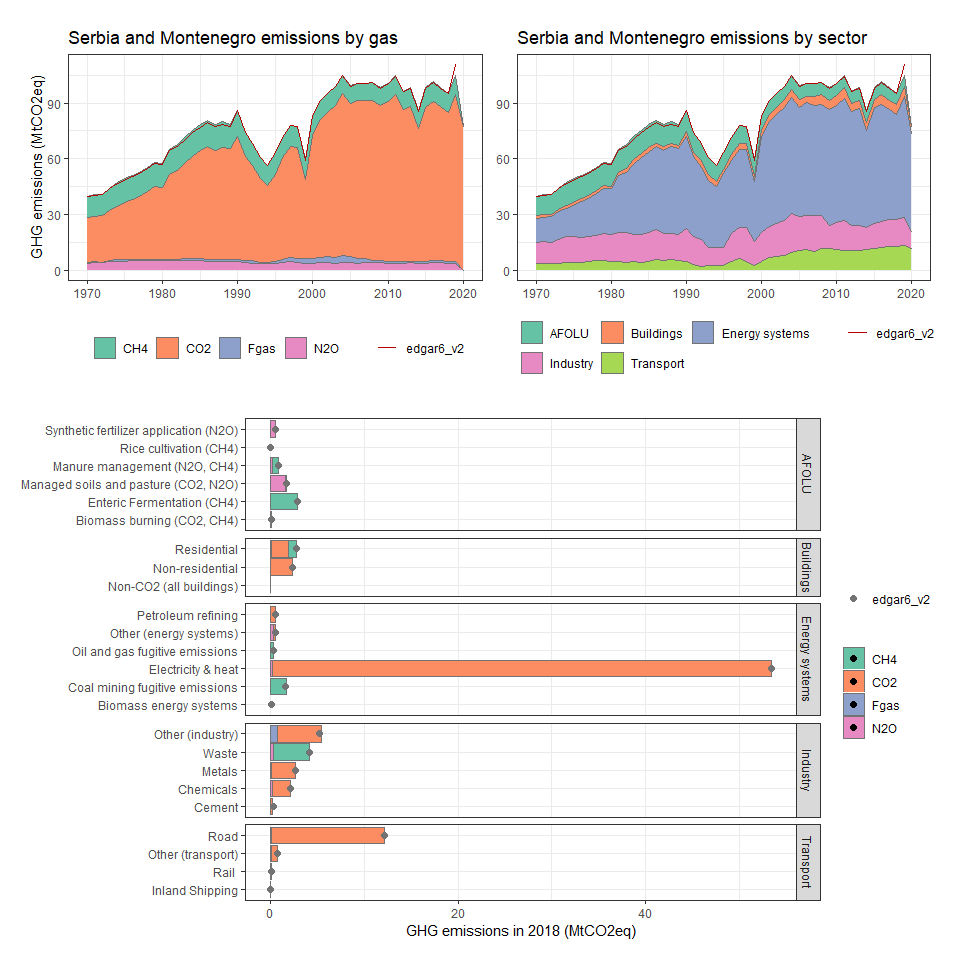 Serbia and Montenegro emissions by gas
GHG emissions (MtCO2eq)
90
60
30
0
1970 1980 1990 2000 2010 2020
CH4 CO2 Fgas N2O edgar6_v2
Serbia and Montenegro emissions by sector
90
60
30
0
1970 1980 1990 2000 2010 2020
AFOLU Buildings Energy systems edgar6_v2
Industry Transport
Synthetic fertilizer application (N2O)
Rice cultivation (CH4)
Manure management (N2O, CH4)
Managed soils and pasture (CO2, N2O)
Enteric Fermentation (CH4)
Biomass burning (CO2, CH4)
AFOLU
Residential
Non-residential
Non-CO2 (all buildings)
Buildings
Petroleum refining
Other (energy systems)
Oil and gas fugitive emissions
Electricity & heat
Coal mining fugitive emissions
Biomass energy systems
Energy systems
Other (industry)
Waste
Metals
Chemicals
Cement
Industry
Road
Other (transport)
Rail
Inland Shipping
Transport
0 20 40
GHG emissions in 2018 (MtCO2eq)
edgar6_v2
CH4
CO2
Fgas
N2O